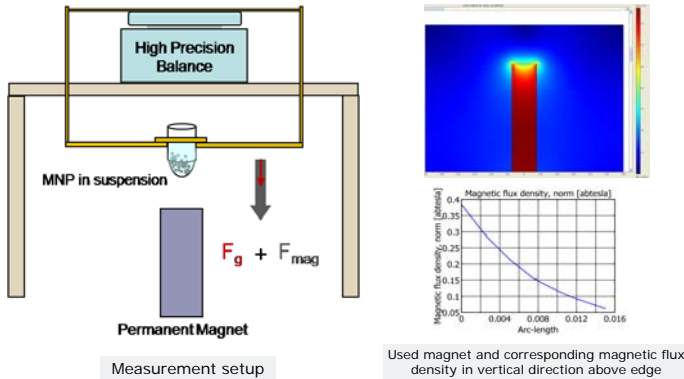 High Precision
Balance
MNP in suspension
Fg + Fmag
Permanent Magnet
Measurement setup
Magnetic flux density, norm [abtesla]
Magnetic flux density, norm [abtesla]
0.4
0.35
0.3
0.25
0.2
0.15
0.1
0.05
0 0.004 0.008 0.012 0.016
Arc-length
Used magnet and corresponding magnetic flux
density in vertical direction above edge